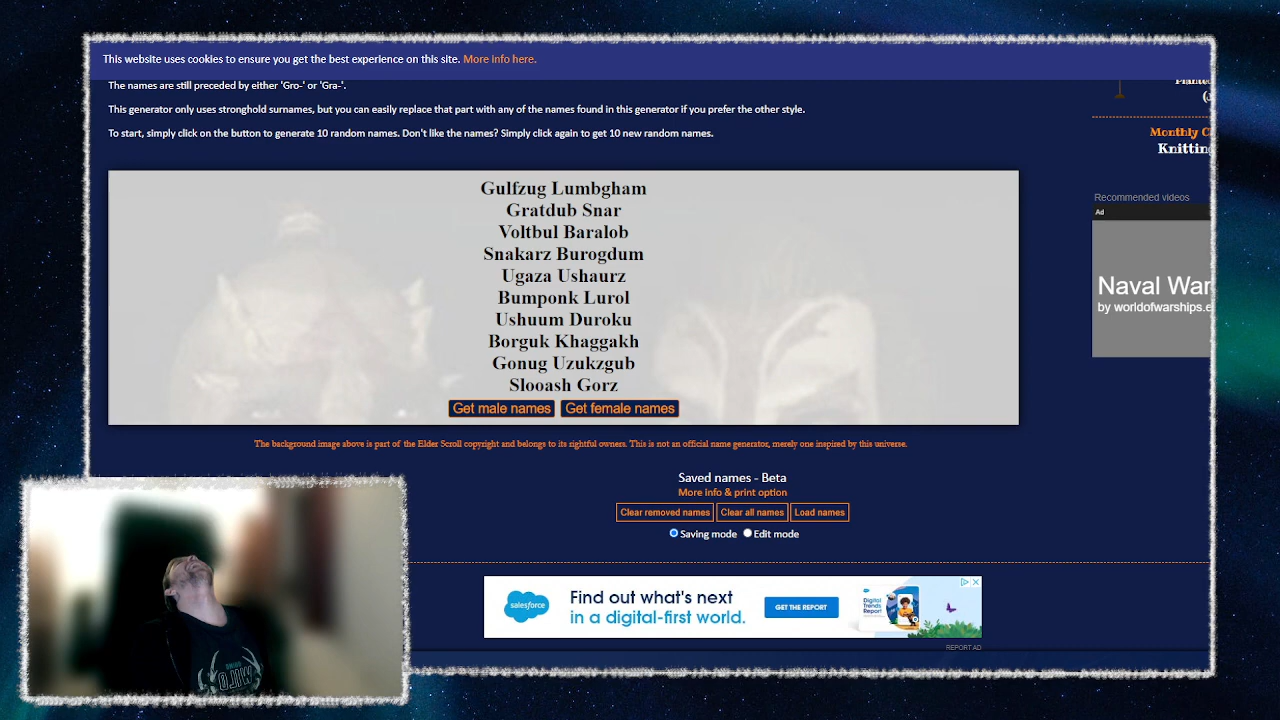 This website uses cookies to ensure you get the best experience on this site. More info here.
The names are still preceded by either 'Gro-' or 'Gra-'.
This generator only uses stronghold surnames, but you can easily replace that part with any of the names found in this generator if you prefer the other style.
To start, simply click on the button to generate 10 random names. Don't like the names? Simply click again to get 10 new random names.
Gulfzug Lumbgham
Gratdub Snar
Voltbul Baralob
Snakarz Burogdum
Ugaza Ushaurz
Bumponk Lurol
Ushuum Duroku
Borguk Khaggakh
Gonug Uzukzgub
Slooash Gorz
Get male names Get female names
The background image above is part of the Elder Scroll copyright and belongs to its rightful owners. This is not an official name generator, merely one inspired by this universe.
Saved names - Beta
More info & print option
Clear removed names Clear all names Load names
Saving mode Edit mode
Monthly C
Knitting
Recommended videos
Ad
Naval War
by worldofwarships.e
salesforce
Find out what's next
in a digital-first world.
GET THE REPORT
Digital
Trends
Report
REPORT AD